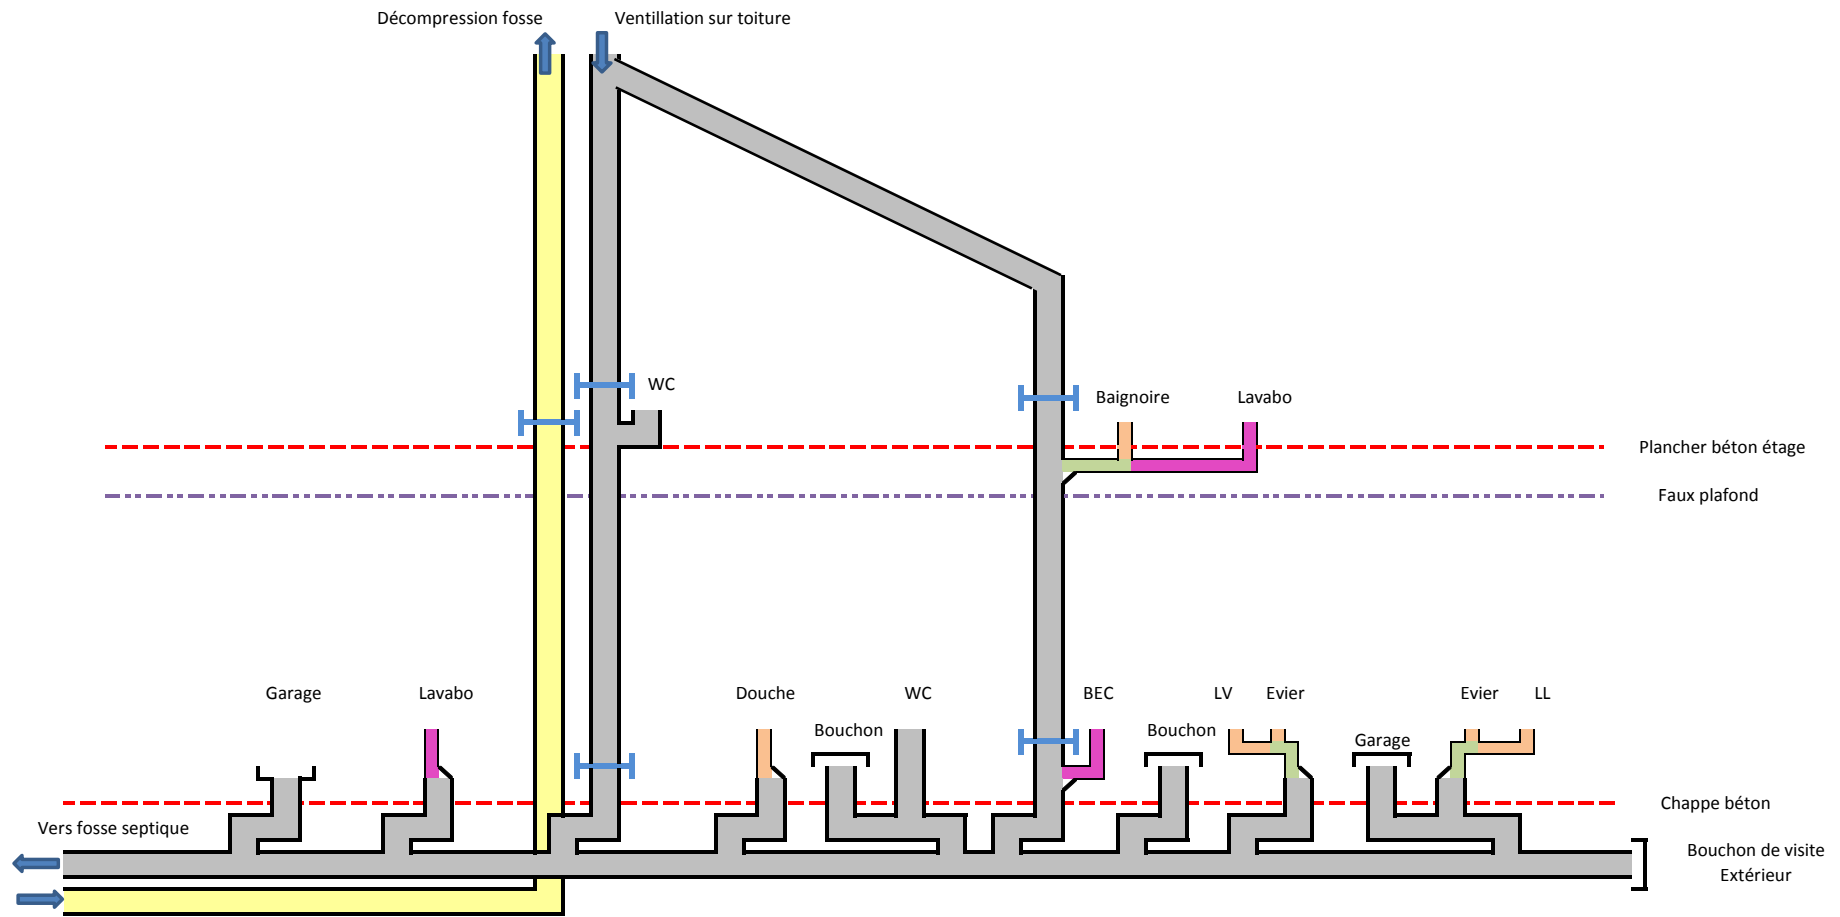 Décompression fosse
Ventillation sur toiture
WC
Baignoire
Lavabo
Plancher béton étage
Faux plafond
Garage
Lavabo
Douche
WC
BEC
LV
Evier
Evier
LL
Bouchon
Bouchon
Garage
Chappe béton
Vers fosse septique
Bouchon de visite
Extérieur